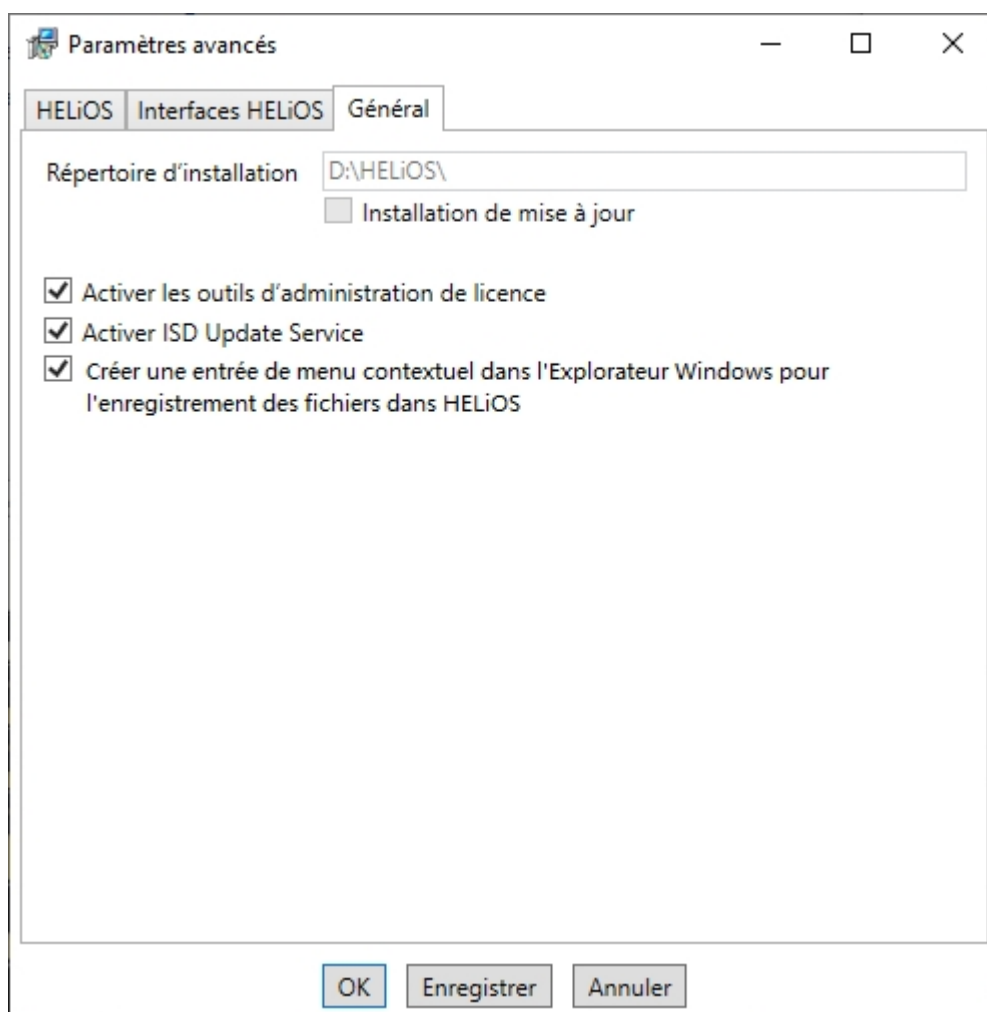 Paramètres avancés
HELiOS Interfaces HELiOS Général
Répertoire d’installation D:\HELiOS\
Installation de mise à jour
Activer les outils d’administration de licence
Activer ISD Update Service
Créer une entrée de menu contextuel dans l'Explorateur Windows pour
l'enregistrement des fichiers dans HELiOS
OK Enregistrer Annuler